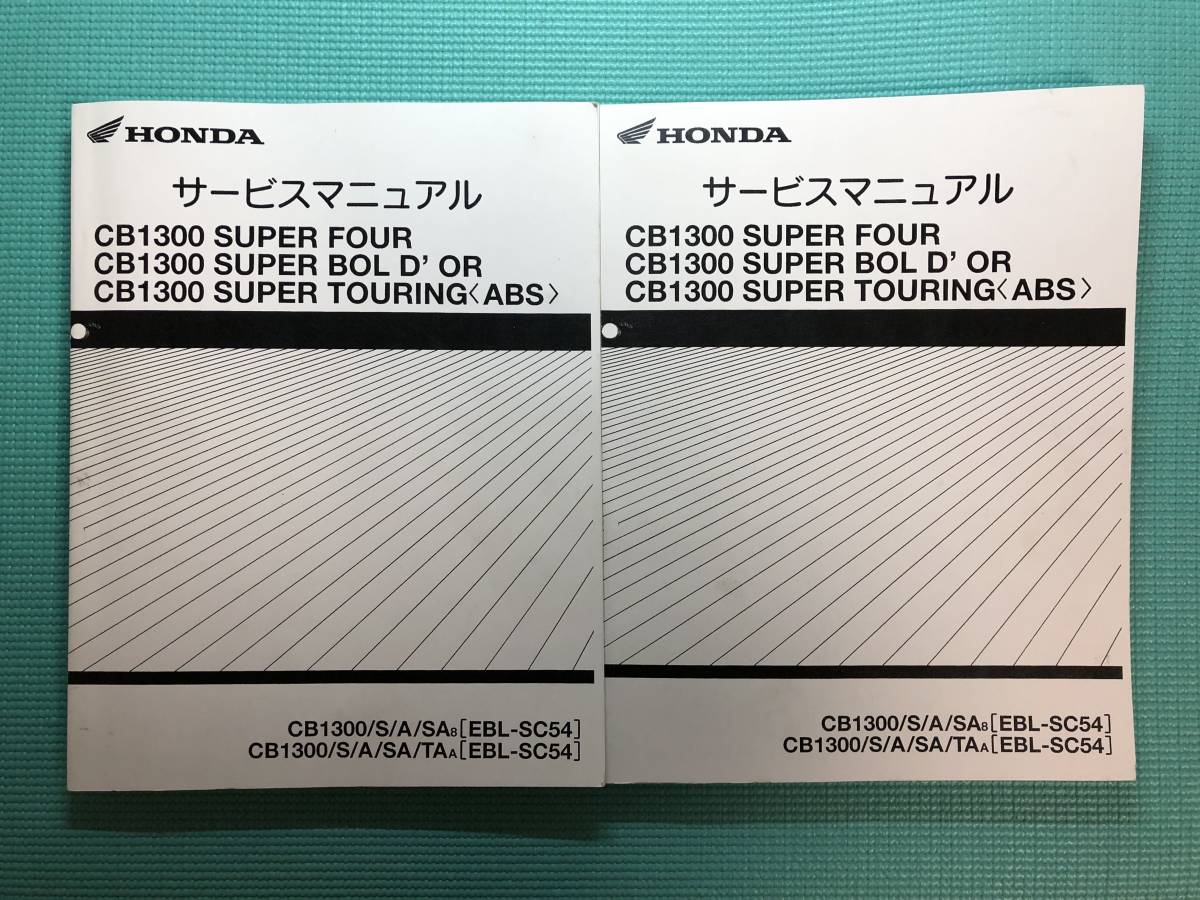 HONDA
サービスマニュアル
CB1300 SUPER FOUR
CB1300 SUPER BOL D' OR
CB1300 SUPER TOURING〈ABS〉
CB1300/S/A/SA8[EBL-SC54]
CB1300/S/A/SA/TAA[EBL-SC54]
HONDA
サービスマニュアル
CB1300 SUPER FOUR
CB1300 SUPER BOL D' OR
CB1300 SUPER TOURING〈ABS〉
CB1300/S/A/SA8[EBL-SC54]
CB1300/S/A/SA/TAA[EBL-SC54]